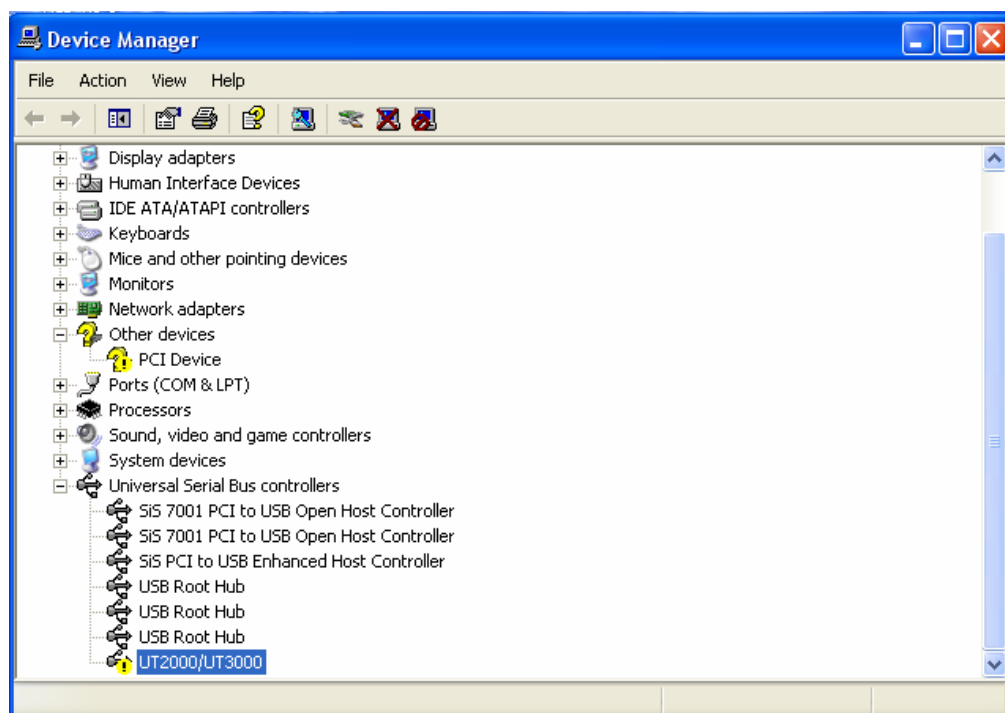 Device Manager
File Action View Help
Display adapters
Human Interface Devices
IDE ATA/ATAPI controllers
Keyboards
Mice and other pointing devices
Monitors
Network adapters
Other devices
PCI Device
Ports (COM & LPT)
Processors
Sound, video and game controllers
System devices
Universal Serial Bus controllers
SiS 7001 PCI to USB Open Host Controller
SiS 7001 PCI to USB Open Host Controller
SiS PCI to USB Enhanced Host Controller
USB Root Hub
USB Root Hub
USB Root Hub
UT2000/UT3000